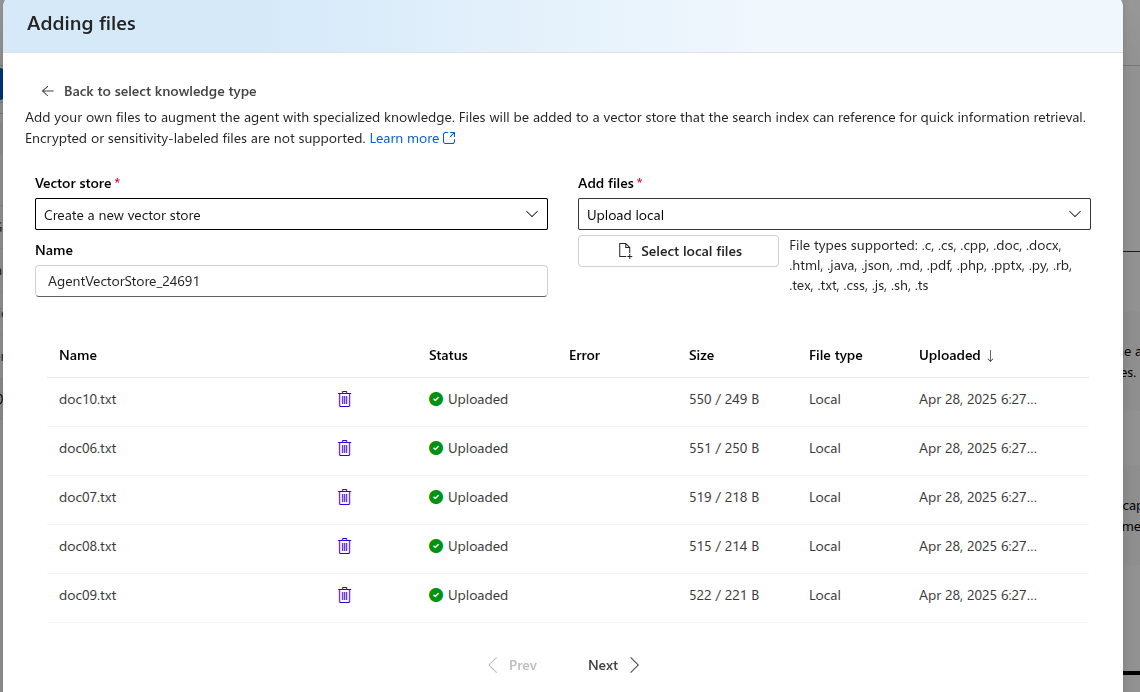 Adding files
Back to select knowledge type
Add your own files to augment the agent with specialized knowledge. Files will be added to a vector store that the search index can reference for quick information retrieval.
Encrypted or sensitivity-labeled files are not supported. Learn more
Vector store *
Create a new vector store
Name
AgentVectorStore_24691
Add files *
Upload local
Select local files
File types supported: .c, .cs, .cpp, .doc, .docx,
.html, .java, .json, .md, .pdf, .php, .pptx, .py, .rb,
.tex, .txt, .css, .js, .sh, .ts
Name Status Error Size File type Uploaded ↓
doc10.txt Uploaded 550 / 249 B Local Apr 28, 2025 6:27...
doc06.txt Uploaded 551 / 250 B Local Apr 28, 2025 6:27...
doc07.txt Uploaded 519 / 218 B Local Apr 28, 2025 6:27...
doc08.txt Uploaded 515 / 214 B Local Apr 28, 2025 6:27...
doc09.txt Uploaded 522 / 221 B Local Apr 28, 2025 6:27...
Prev Next